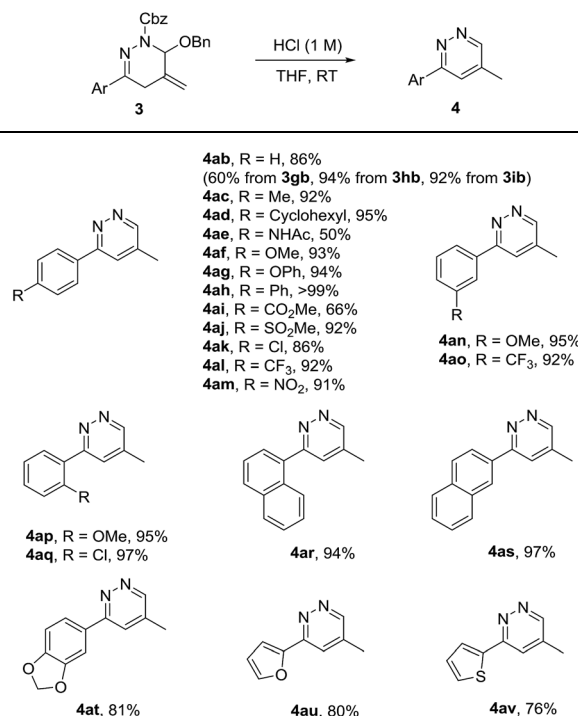 Cbz
N OBn
N
Ar
3
HCl (1 M)
THF, RT
N N
Ar
4
4ab, R = H, 86%
(60% from 3gb, 94% from 3hb, 92% from 3ib)
4ac, R = Me, 92%
4ad, R = Cyclohexyl, 95%
4ae, R = NHAc, 50%
4af, R = OMe, 93%
4ag, R = OPh, 94%
4ah, R = Ph, >99%
4ai, R = CO₂Me, 66%
4aj, R = SO₂Me, 92%
4ak, R = Cl, 86%
4al, R = CF₃, 92%
4am, R = NO₂, 91%
N N
R
N N
R
4an, R = OMe, 95%
4ao, R = CF₃, 92%
N N
R
4ap, R = OMe, 95%
4aq, R = Cl, 97%
N N
4ar, 94%
N N
4as, 97%
N N
O
O
4at, 81%
N N
O
4au, 80%
N N
S
4av, 76%